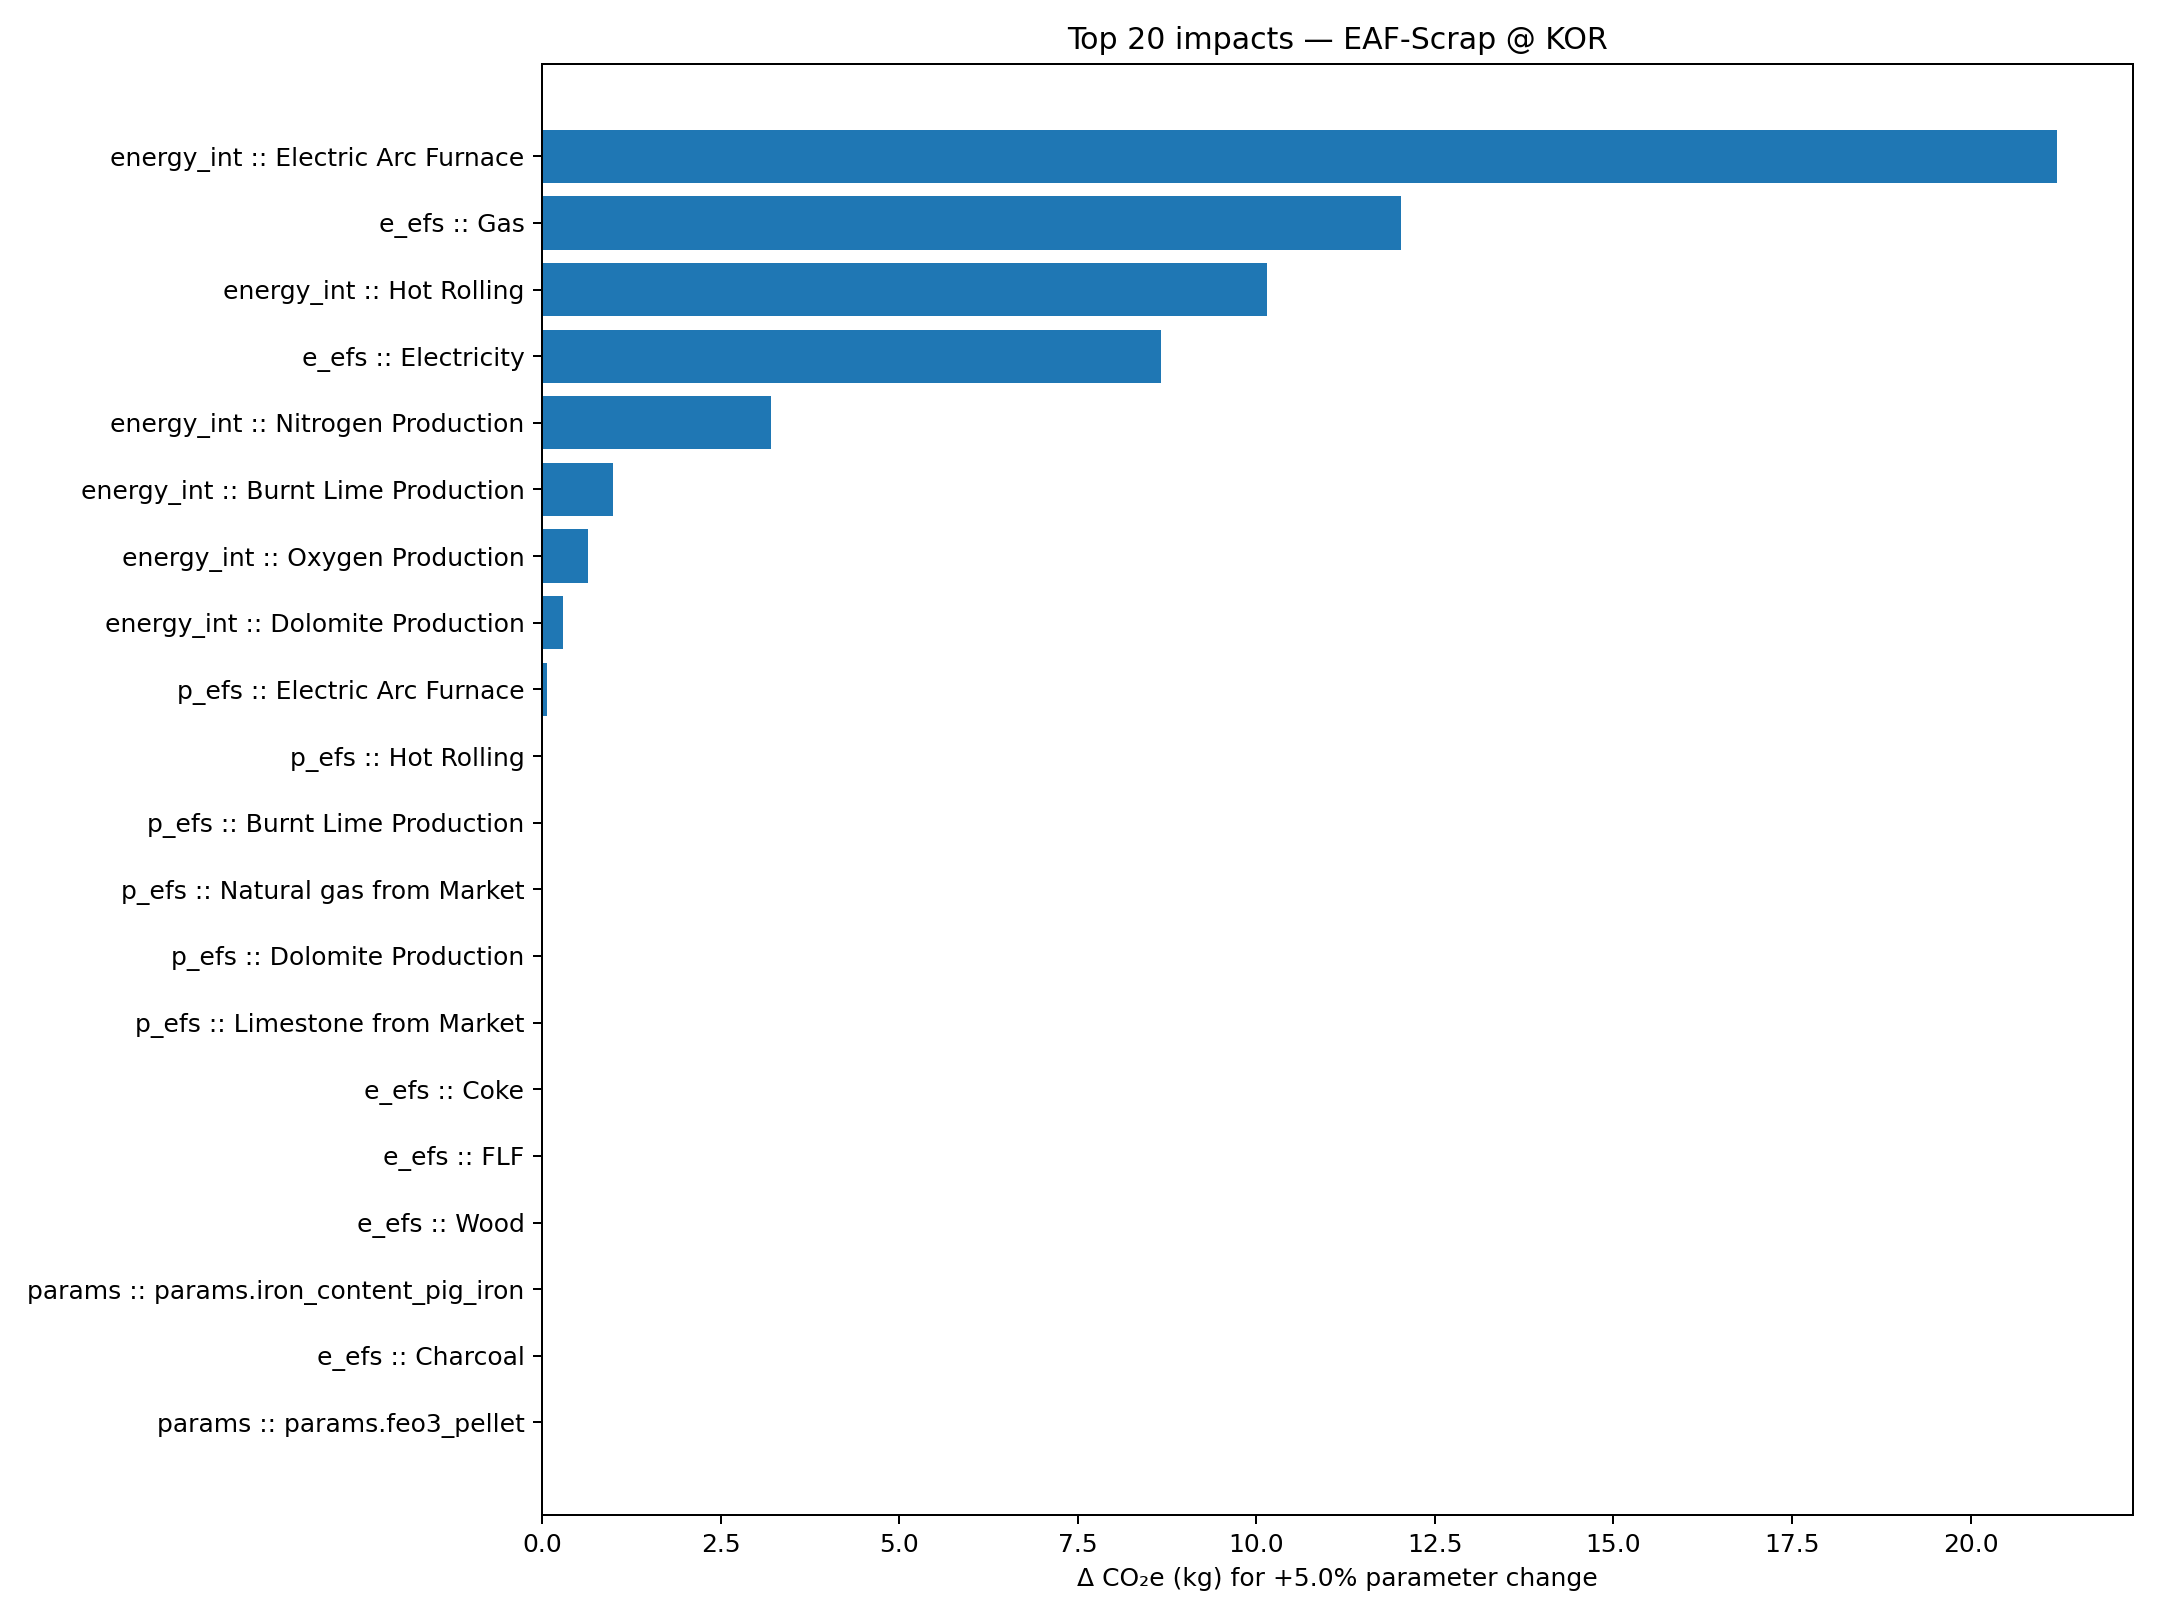 Top 20 impacts — EAF-Scrap @ KOR
energy_int :: Electric Arc Furnace
e_efs :: Gas
energy_int :: Hot Rolling
e_efs :: Electricity
energy_int :: Nitrogen Production
energy_int :: Burnt Lime Production
energy_int :: Oxygen Production
energy_int :: Dolomite Production
p_efs :: Electric Arc Furnace
p_efs :: Hot Rolling
p_efs :: Burnt Lime Production
p_efs :: Natural gas from Market
p_efs :: Dolomite Production
p_efs :: Limestone from Market
e_efs :: Coke
e_efs :: FLF
e_efs :: Wood
params :: params.iron_content_pig_iron
e_efs :: Charcoal
params :: params.feo3_pellet
0.0 2.5 5.0 7.5 10.0 12.5 15.0 17.5 20.0
Δ CO₂e (kg) for +5.0% parameter change